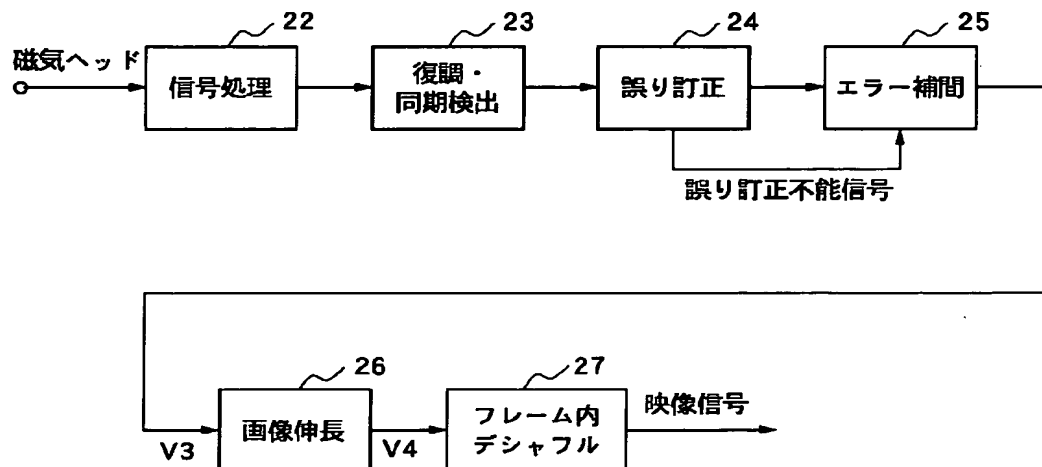 22
23
24
25
磁気ヘッド
信号処理
復調・
同期検出
誤り訂正
エラー補間
誤り訂正不能信号
26
27
V3
画像伸長
V4
フレーム内
デシャフル
映像信号